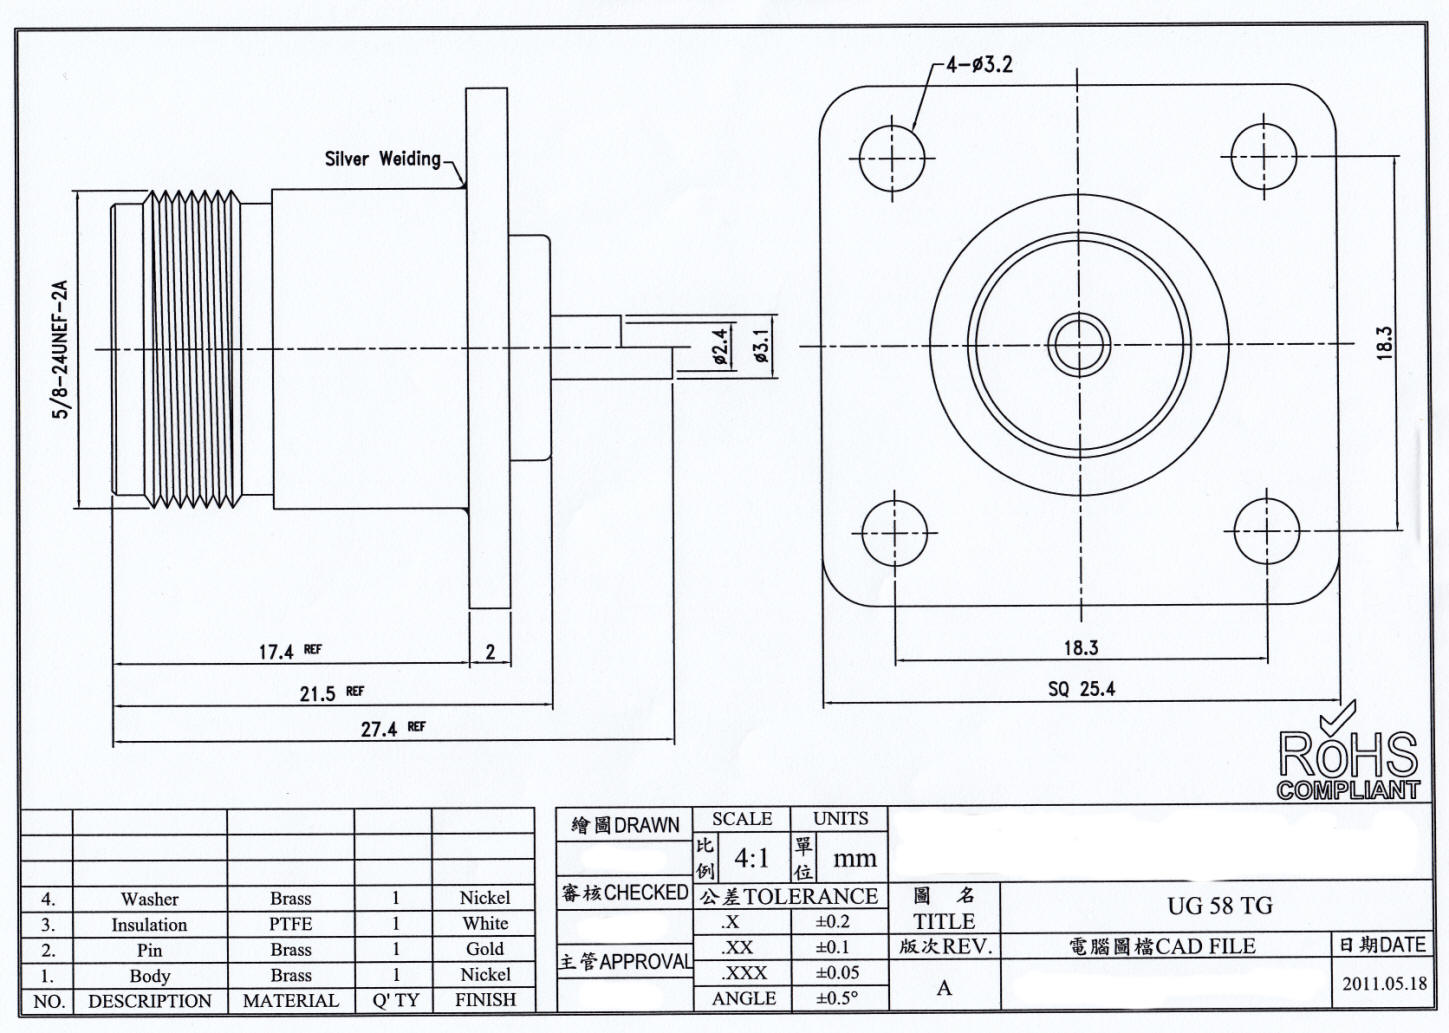 4-ø3.2
Silver Weiding
5/8-24UNEF-2A
ø2.4
ø3.1
18.3
17.4 REF
2
21.5 REF
27.4 REF
18.3
SQ 25.4
RoHS
COMPLIANT
4. Washer Brass 1 Nickel
3. Insulation PTFE 1 White
2. Pin Brass 1 Gold
1. Body Brass 1 Nickel
NO. DESCRIPTION MATERIAL Q'TY FINISH
繪圖DRAWN
審核CHECKED
主管APPROVAL
SCALE UNITS
比例 4:1 單位 mm
公差TOLERANCE
.X ±0.2
.XX ±0.1
.XXX ±0.05
ANGLE ±0.5°
圖名
TITLE
UG 58 TG
版次REV.
A
電腦圖檔CAD FILE
日期DATE
2011.05.18